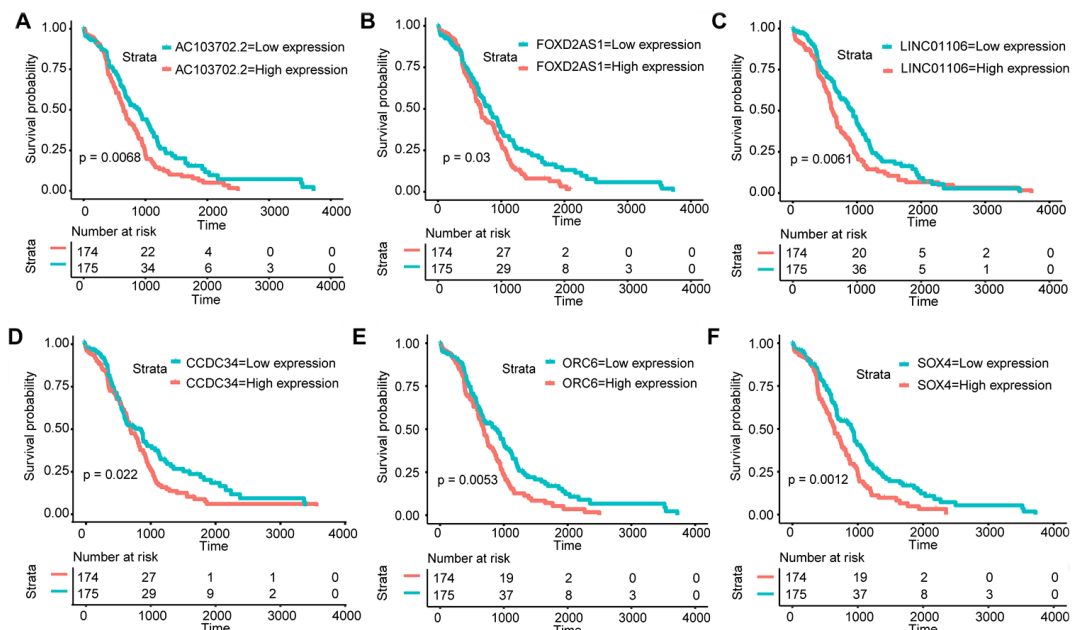 A
Survival probability
1.00
0.75
0.50
0.25
0.00
Strata
AC103702.2=Low expression
AC103702.2=High expression
p = 0.0068
0 1000 2000 3000 4000
Time
Number at risk
Strata
174 22 4 0 0
175 34 6 3 0
0 1000 2000 3000 4000
Time
B
Survival probability
1.00
0.75
0.50
0.25
0.00
Strata
FOXD2AS1=Low expression
FOXD2AS1=High expression
p = 0.03
0 1000 2000 3000 4000
Time
Number at risk
Strata
174 27 2 0 0
175 29 8 3 0
0 1000 2000 3000 4000
Time
C
Survival probability
1.00
0.75
0.50
0.25
0.00
Strata
LINC01106=Low expression
LINC01106=High expression
p = 0.0061
0 1000 2000 3000 4000
Time
Number at risk
Strata
174 20 5 2 0
175 36 5 1 0
0 1000 2000 3000 4000
Time
D
Survival probability
1.00
0.75
0.50
0.25
0.00
Strata
CCDC34=Low expression
CCDC34=High expression
p = 0.022
0 1000 2000 3000 4000
Time
Number at risk
Strata
174 27 1 1 0
175 29 9 2 0
0 1000 2000 3000 4000
Time
E
Survival probability
1.00
0.75
0.50
0.25
0.00
Strata
ORC6=Low expression
ORC6=High expression
p = 0.0053
0 1000 2000 3000 4000
Time
Number at risk
Strata
174 19 2 0 0
175 37 8 3 0
0 1000 2000 3000 4000
Time
F
Survival probability
1.00
0.75
0.50
0.25
0.00
Strata
SOX4=Low expression
SOX4=High expression
p = 0.0012
0 1000 2000 3000 4000
Time
Number at risk
Strata
174 19 2 0 0
175 37 8 3 0
0 1000 2000 3000 4000
Time